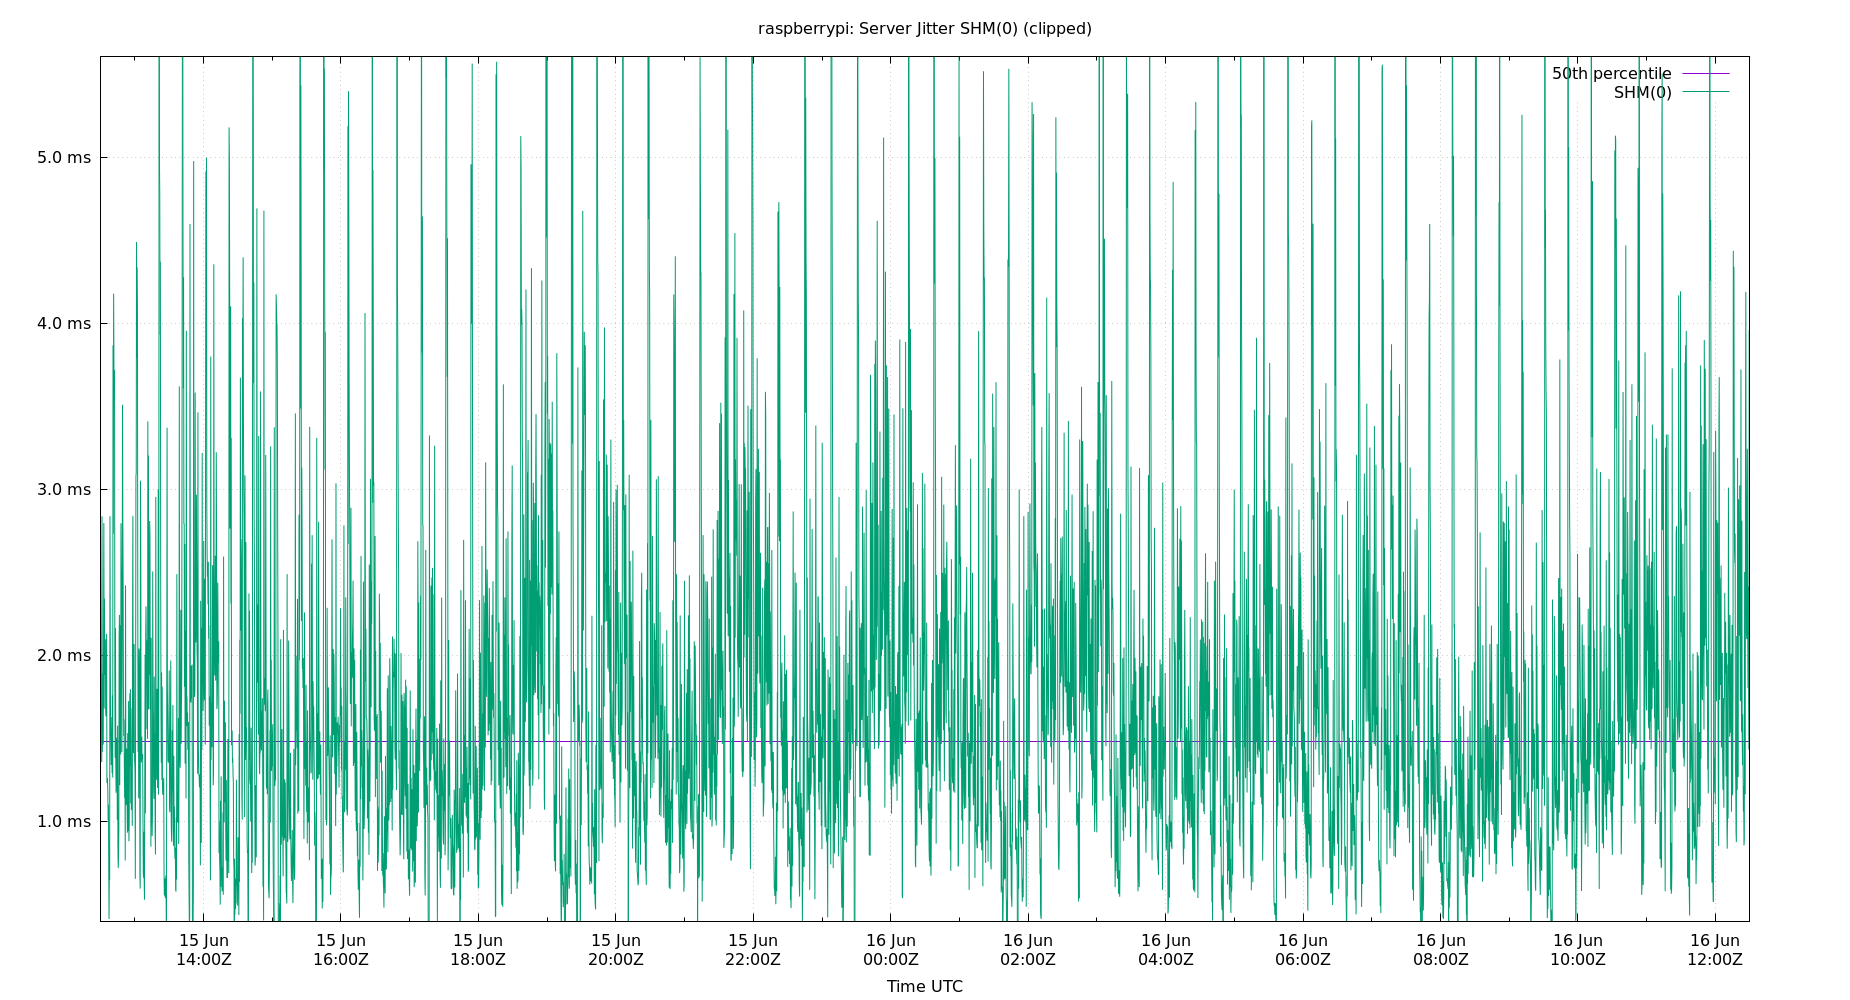 raspberrypi: Server Jitter SHM(0) (clipped)
50th percentile
SHM(0)
5.0 ms
4.0 ms
3.0 ms
2.0 ms
1.0 ms
15 Jun 15 Jun 15 Jun 15 Jun 15 Jun 16 Jun 16 Jun 16 Jun 16 Jun 16 Jun 16 Jun 16 Jun
14:00Z 16:00Z 18:00Z 20:00Z 22:00Z 00:00Z 02:00Z 04:00Z 06:00Z 08:00Z 10:00Z 12:00Z
Time UTC